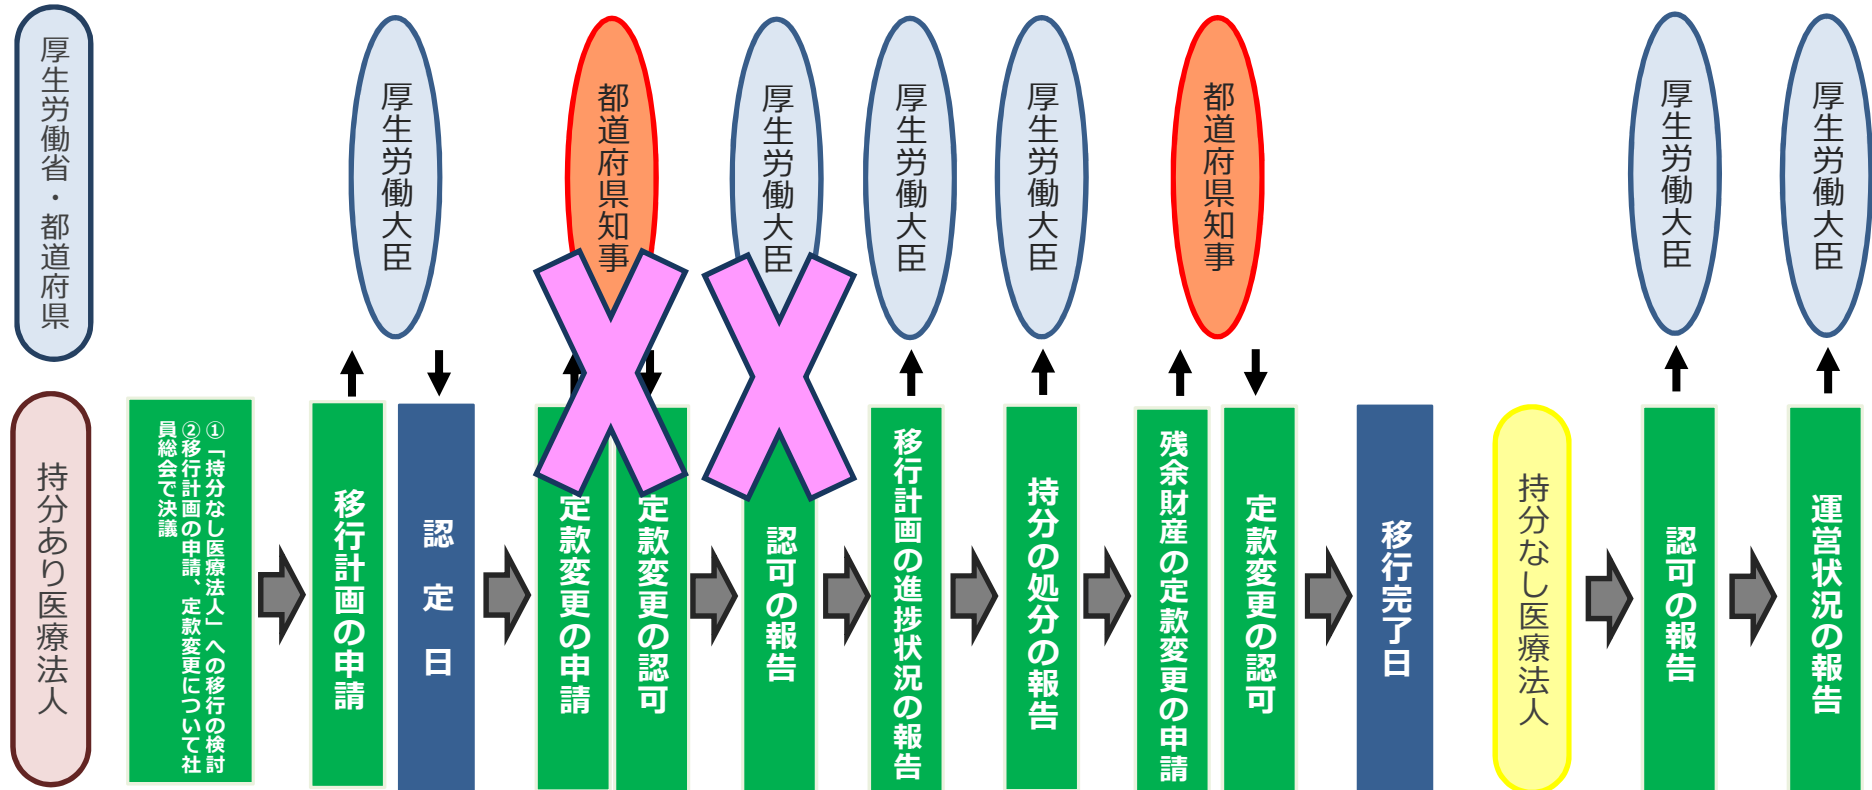 厚生労働省・都道府県
厚生労働大臣
都道府県知事
厚生労働大臣
厚生労働大臣
厚生労働大臣
都道府県知事
厚生労働大臣
厚生労働大臣
持分あり医療法人
①「持分なし医療法人」への移行の検討
②移行計画の申請、定款変更について社
員総会で決議
移行計画の申請
認定日
定款変更の申請
定款変更の認可
認可の報告
移行計画の進捗状況の報告
持分の処分の報告
残余財産の定款変更の申請
定款変更の認可
移行完了日
持分なし医療法人
認可の報告
運営状況の報告